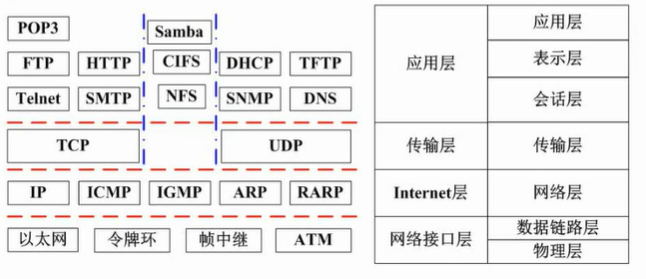 POP3 Samba
FTP HTTP CIFS DHCP TFTP
Telnet SMTP NFS SNMP DNS
TCP UDP
IP ICMP IGMP ARP RARP
以太网 令牌环 帧中继 ATM
应用层 应用层
表示层
会话层
传输层 传输层
Internet层 网络层
网络接口层 数据链路层
物理层